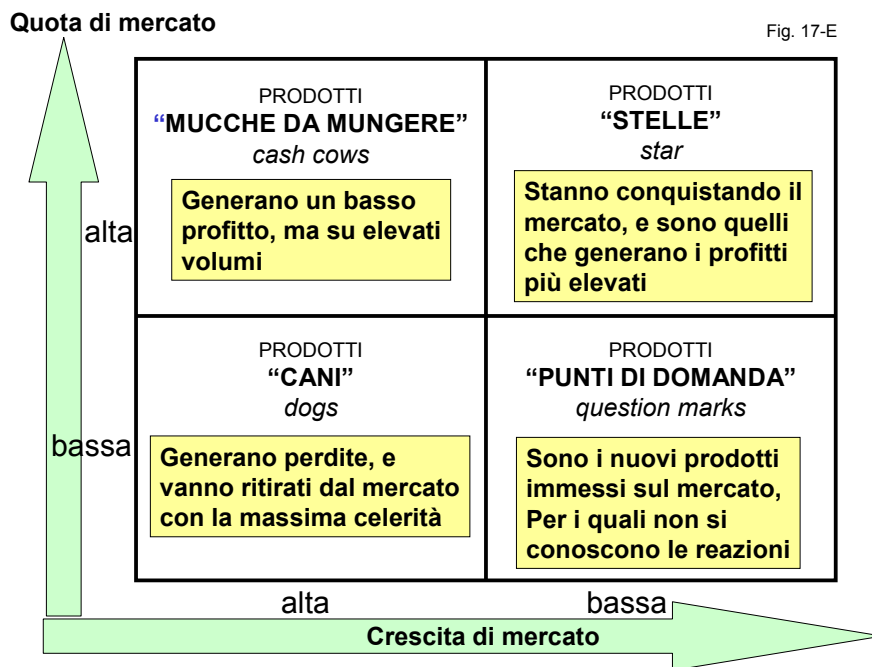 Quota di mercato
Fig. 17-E
PRODOTTI
“MUCCHE DA MUNGERE”
cash cows
Generano un basso
profitto, ma su elevati
volumi
PRODOTTI
“STELLE”
star
Stanno conquistando il
mercato, e sono quelli
che generano i profitti
più elevati
alta
PRODOTTI
“CANI”
dogs
Generano perdite, e
vanno ritirati dal mercato
con la massima celerità
PRODOTTI
“PUNTI DI DOMANDA”
question marks
Sono i nuovi prodotti
immessi sul mercato,
Per i quali non si
conoscono le reazioni
bassa
alta
bassa
Crescita di mercato